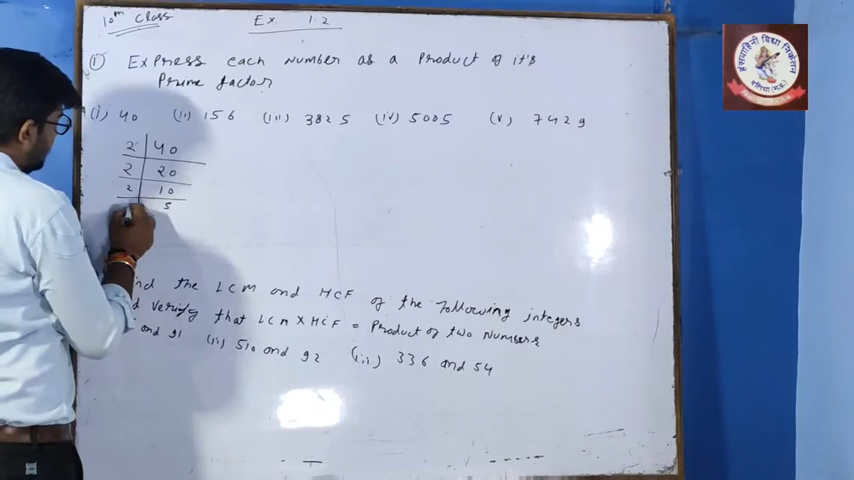 10th Class Ex 1.2
(1) Express each Number as a Product of it's
Prime factor
(i) 40 (ii) 156 (iii) 3825 (iv) 5005 (v) 7429
2 40
2 20
2 10
5
the LCM and HCF of the following integers
verify that LCM X HCF = Product of two Numbers
and 91 (ii) 510 and 92 (iii) 336 and 54
हंसवाहिनी विद्या निकेतन